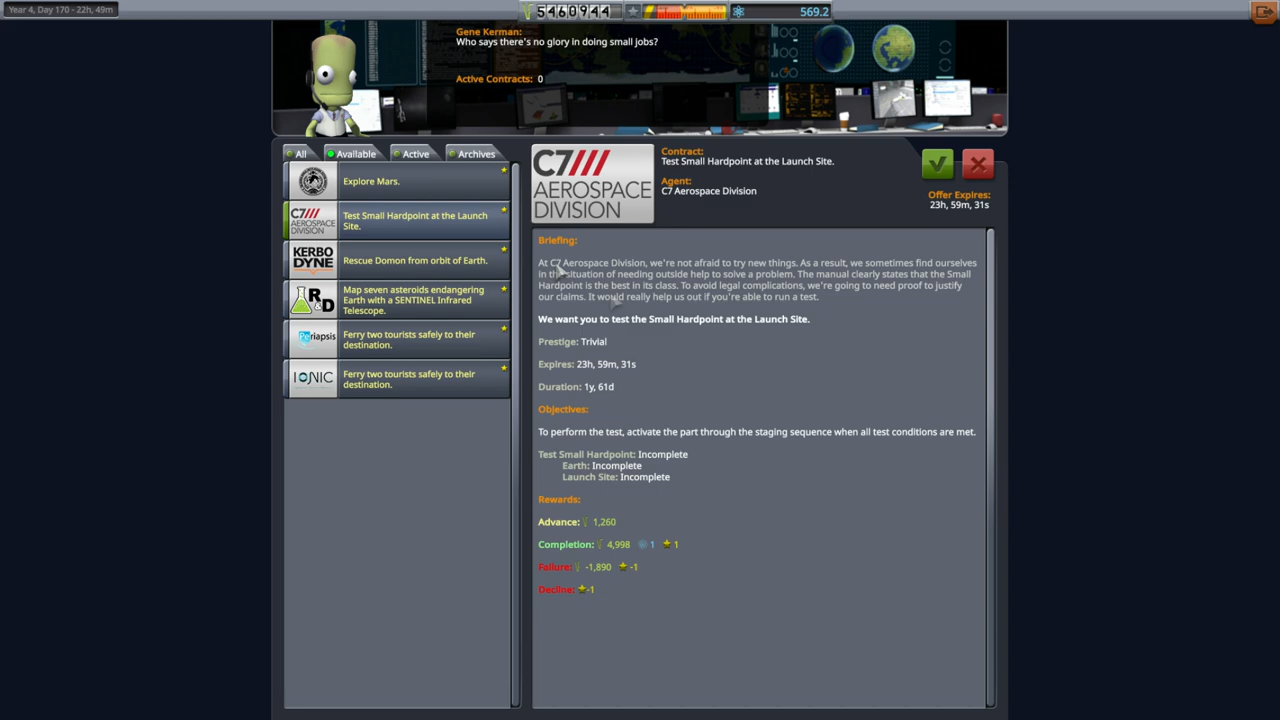 Year 4, Day 170 - 22h, 49m
5460944
569.2
Gene Kerman:
Who says there's no glory in doing small jobs?
Active Contracts: 0
All
Available
Active
Archives
Explore Mars.
C7///
AEROSPACE
DIVISION
Test Small Hardpoint at the Launch
Site.
KERBO
DYNE
Rescue Domon from orbit of Earth.
R&D
Map seven asteroids endangering
Earth with a SENTINEL Infrared
Telescope.
Periapsis
Ferry two tourists safely to their
destination.
IONIC
Ferry two tourists safely to their
destination.
C7///
AEROSPACE
DIVISION
Contract:
Test Small Hardpoint at the Launch Site.
Agent:
C7 Aerospace Division
Offer Expires:
23h, 59m, 31s
Briefing:
At C7 Aerospace Division, we're not afraid to try new things. As a result, we sometimes find ourselves
in the situation of needing outside help to solve a problem. The manual clearly states that the Small
Hardpoint is the best in its class. To avoid legal complications, we're going to need proof to justify
our claims. It would really help us out if you're able to run a test.
We want you to test the Small Hardpoint at the Launch Site.
Prestige: Trivial
Expires: 23h, 59m, 31s
Duration: 1y, 61d
Objectives:
To perform the test, activate the part through the staging sequence when all test conditions are met.
Test Small Hardpoint: Incomplete
Earth: Incomplete
Launch Site: Incomplete
Rewards:
Advance: 1,260
Completion: 4,998 1 1
Failure: -1,890 -1
Decline: -1